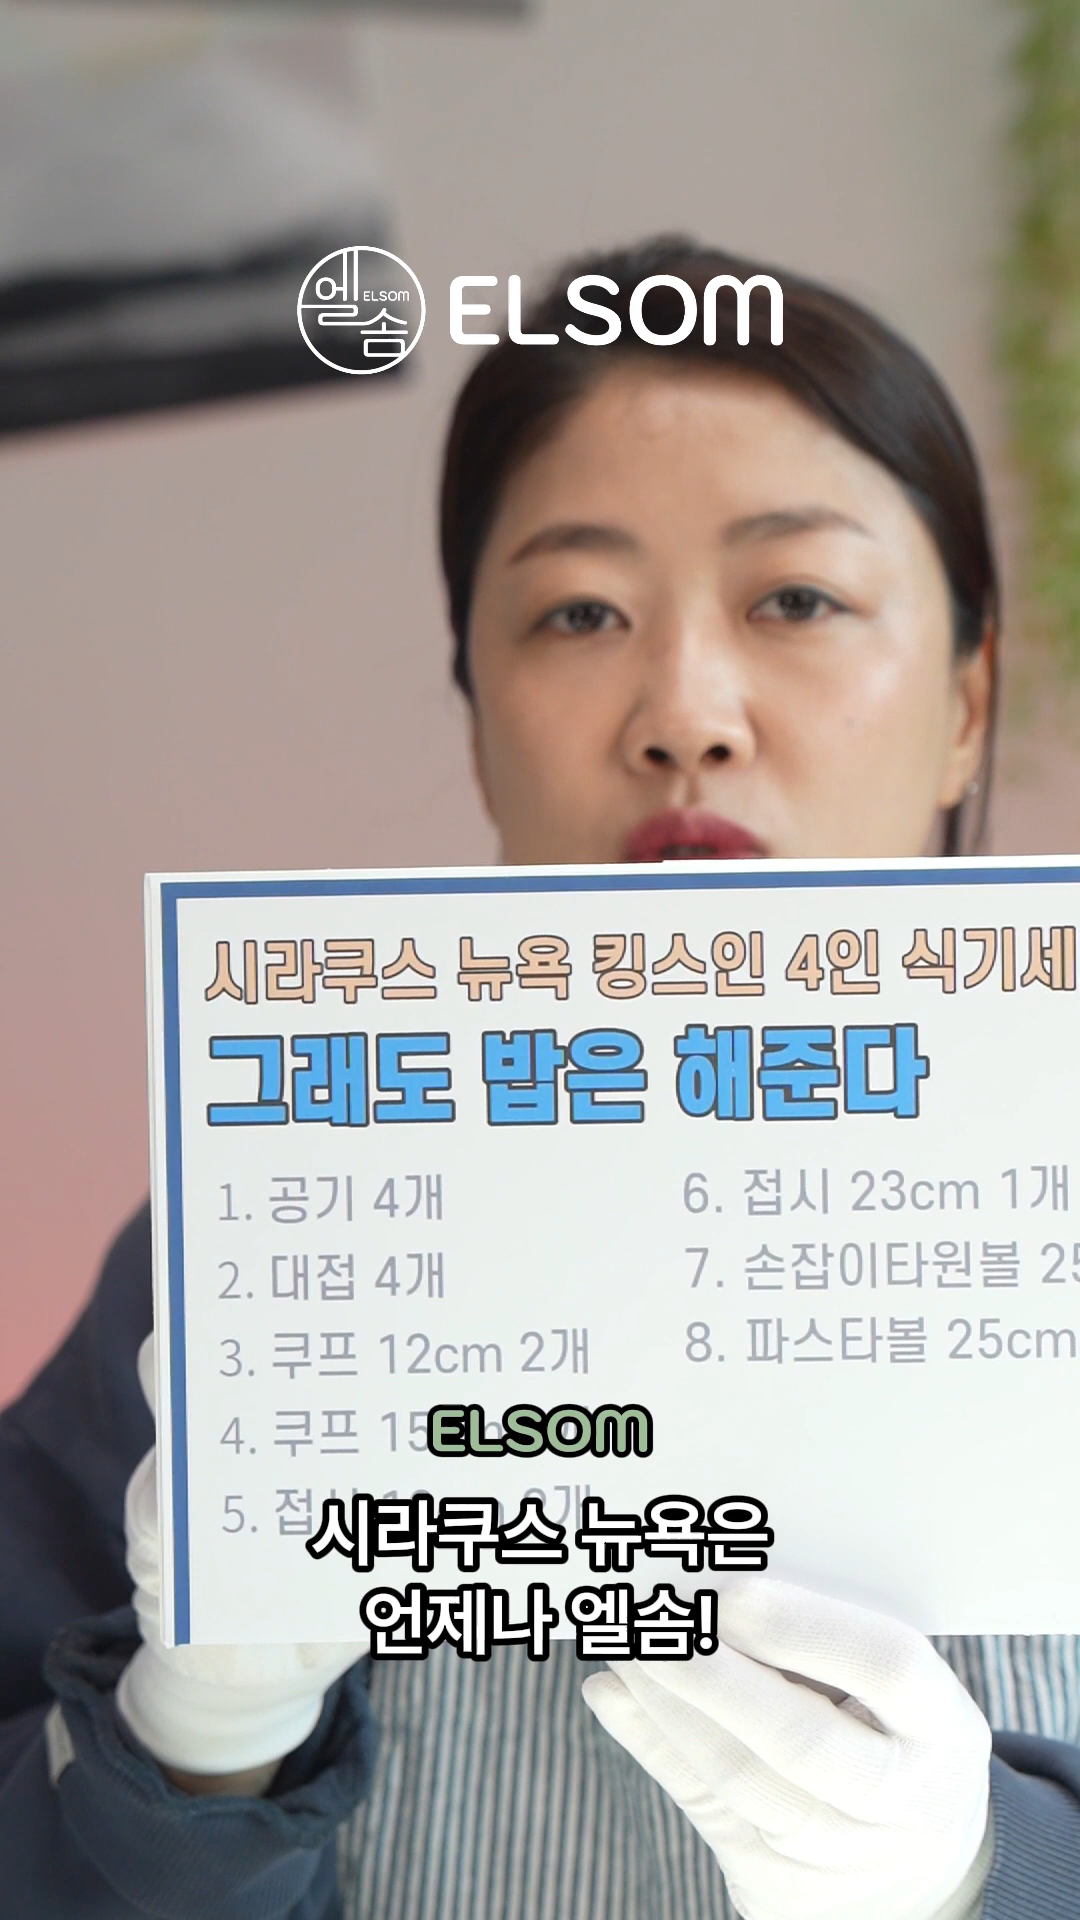 엘솜
ELSOM
ELSOM
시라쿠스 뉴욕 킹스인 4인 식기세
그래도 밥은 해준다
1. 공기 4개
2. 대접 4개
3. 쿠프 12cm 2개
4. 쿠프
5.
6. 접시 23cm 1개
7. 손잡이타원볼
8. 파스타볼 25cm
ELSOM
시라쿠스 뉴욕은
언제나 엘솜!